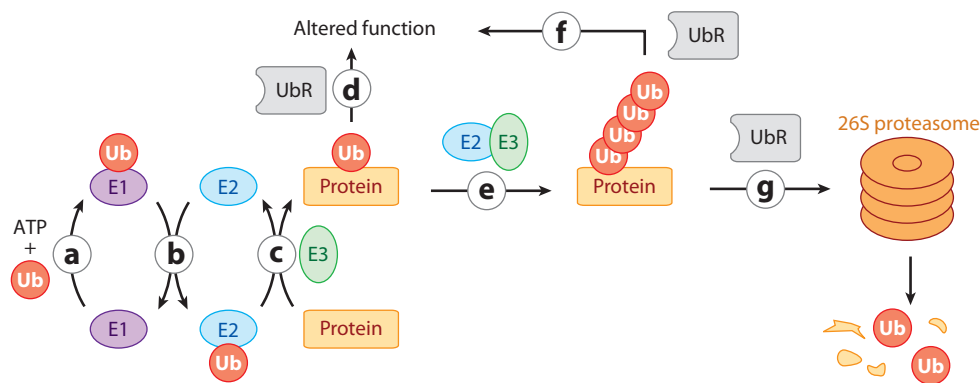 f
UbR
Altered function
UbR
d
Ub
Ub
Ub
Ub
UbR
26S proteasome
Ub
Ub
E1
E2
Protein
E2
E3
e
Protein
g
ATP
+
Ub
a
b
c
E3
E1
E2
Protein
Ub
Ub
Ub